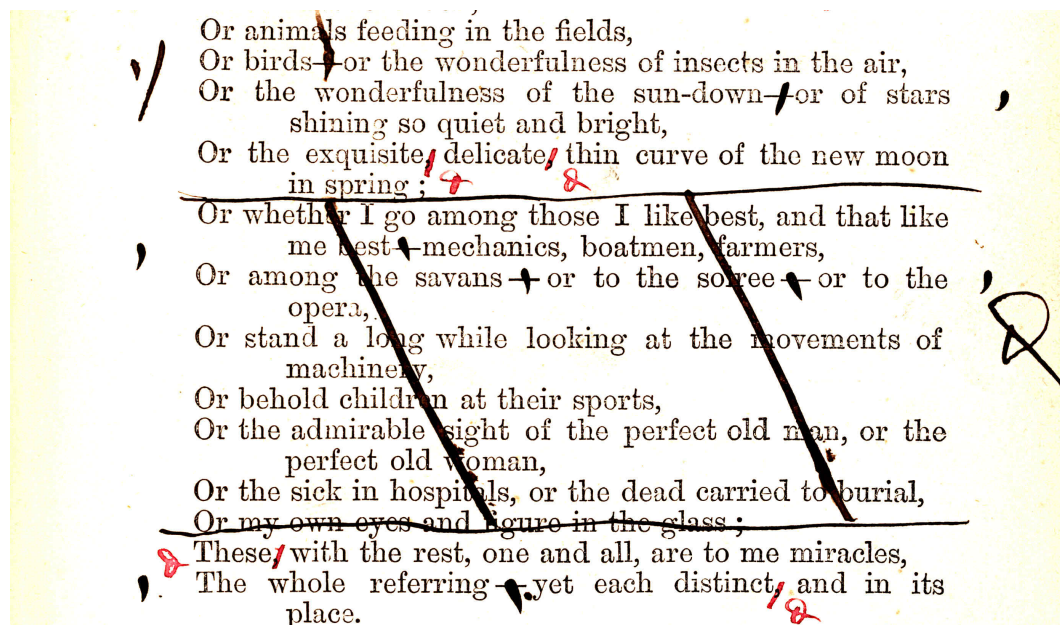 Or animals feeding in the fields,
Or birds—or the wonderfulness of insects in the air,
Or the wonderfulness of the sun-down—or of stars
shining so quiet and bright,
Or the exquisite, delicate, thin curve of the new moon
in spring;
Or whether I go among those I like best, and that like
me best—mechanics, boatmen, farmers,
Or among the savans—or to the soiree—or to the
opera,
Or stand a long while looking at the movements of
machinery,
Or behold children at their sports,
Or the admirable sight of the perfect old man, or the
perfect old woman,
Or the sick in hospitals, or the dead carried to burial,
Or my own eyes and figure in the glass;
These, with the rest, one and all, are to me miracles,
The whole referring—yet each distinct, and in its
place.